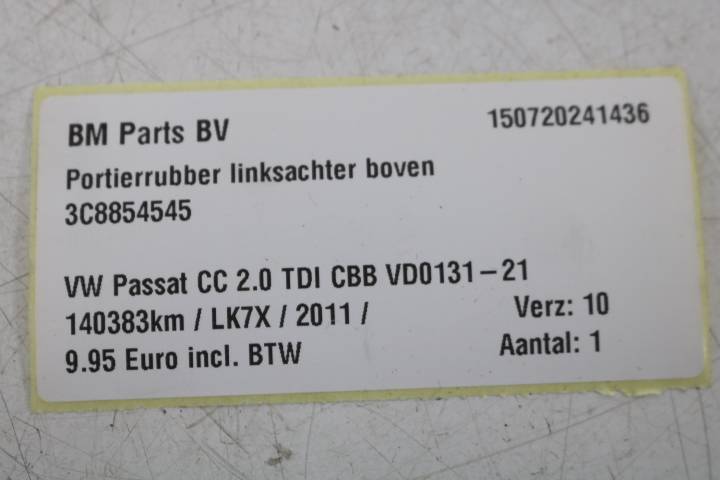 BM Parts BV 150720241436
Portierrubber linksachter boven
3C8854545
VW Passat CC 2.0 TDI CBB VD0131-21
140383km / LK7X / 2011 / Verz: 10
9.95 Euro incl. BTW Aantal: 1